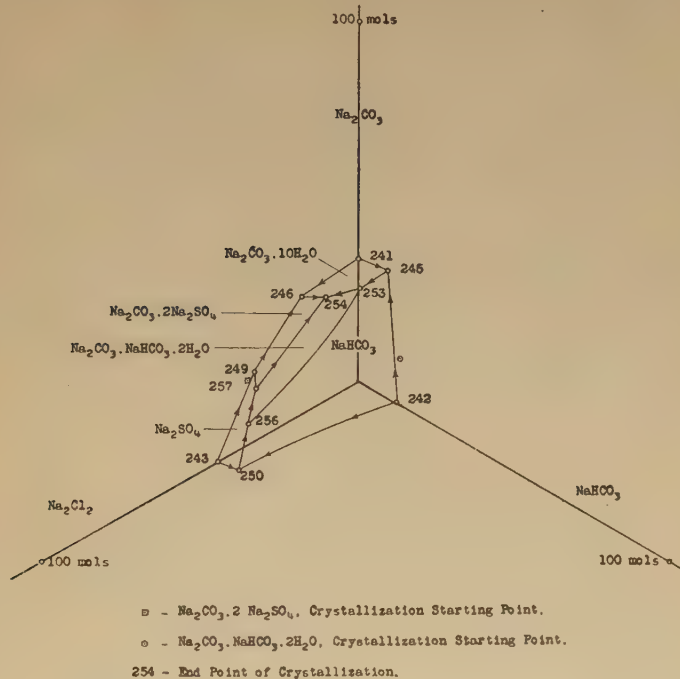 100 mols
Na2CO3
Na2CO3.10H2O
241
245
246
254
253
Na2CO3.2Na2SO4
Na2CO3.NaHCO3.2H2O
NaHCO3
249
257
242
256
Na2SO4
243
250
Na2Cl2
NaHCO3
100 mols
100 mols
□ - Na2CO3.2 Na2SO4, Crystallization Starting Point.
○ - Na2CO3.NaHCO3.2H2O, Crystallization Starting Point.
254 - End Point of Crystallization.